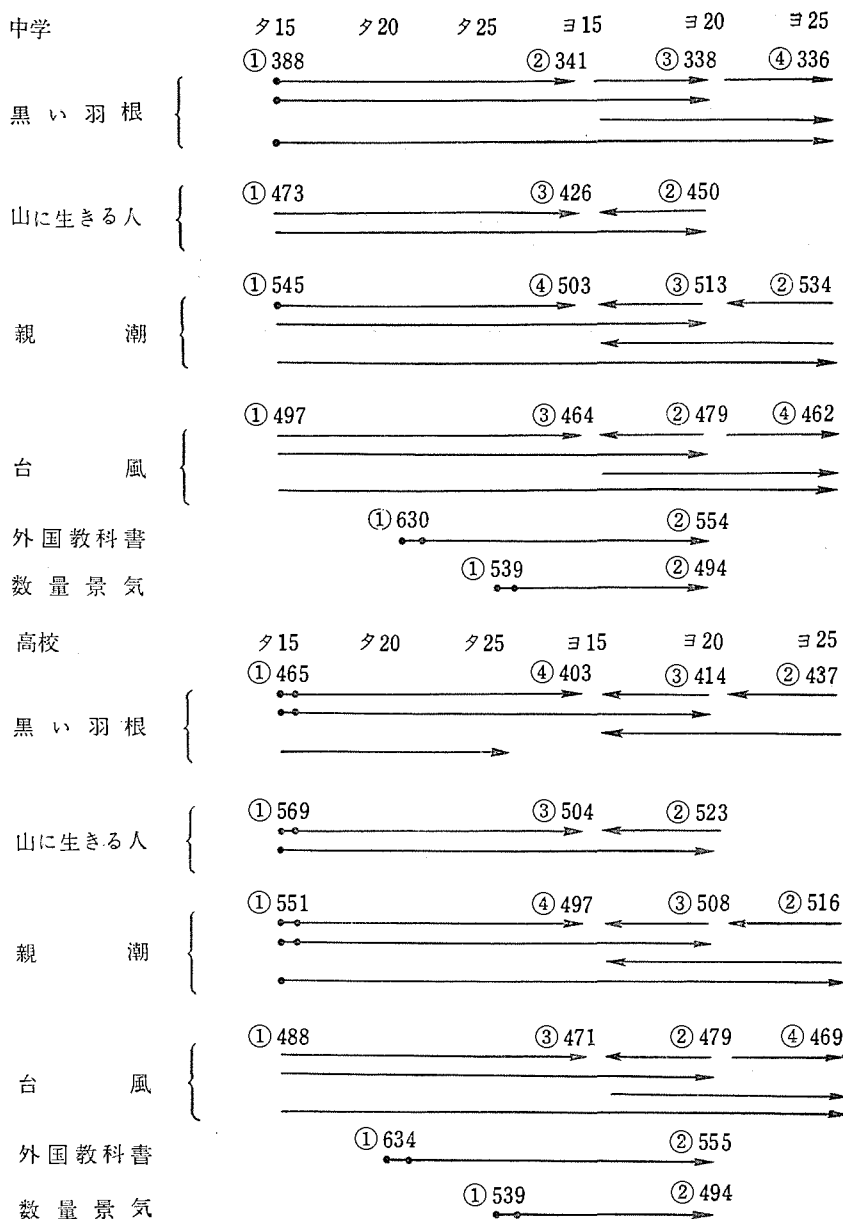 中学 タ15 タ20 タ25 ヨ15 ヨ20 ヨ25
①388 ②341 ③338 ④336
黒い羽根
①473 ③426 ②450
山に生きる人
①545 ④503 ③513 ②534
親潮
①497 ③464 ②479 ④462
台風
①630 ②554
外国教科書
①539 ②494
数量景気
高校 タ15 タ20 タ25 ヨ15 ヨ20 ヨ25
①465 ④403 ③414 ②437
黒い羽根
①569 ③504 ②523
山に生きる人
①551 ④497 ③508 ②516
親潮
①488 ③471 ②479 ④469
台風
①634 ②555
外国教科書
①539 ②494
数量景気